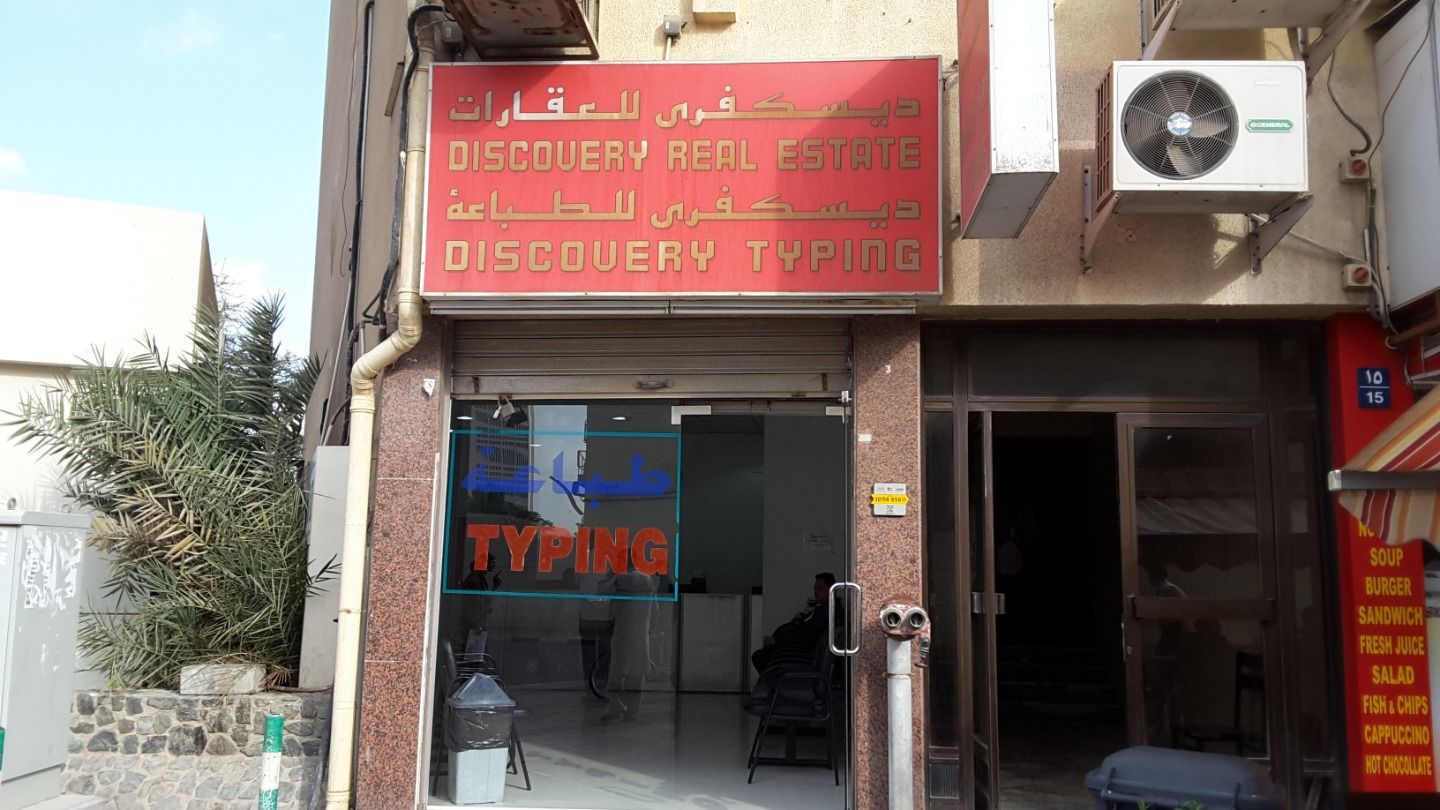 ديسكفرى للعقارات
DISCOVERY REAL ESTATE
ديسكفرى للطباعة
DISCOVERY TYPING
OGENERAL
طباعة
TYPING
١٥
15
SOUP
BURGER
SANDWICH
FRESH JUICE
SALAD
FISH & CHIPS
CAPPUCCINO
HOT CHOCOLLATE